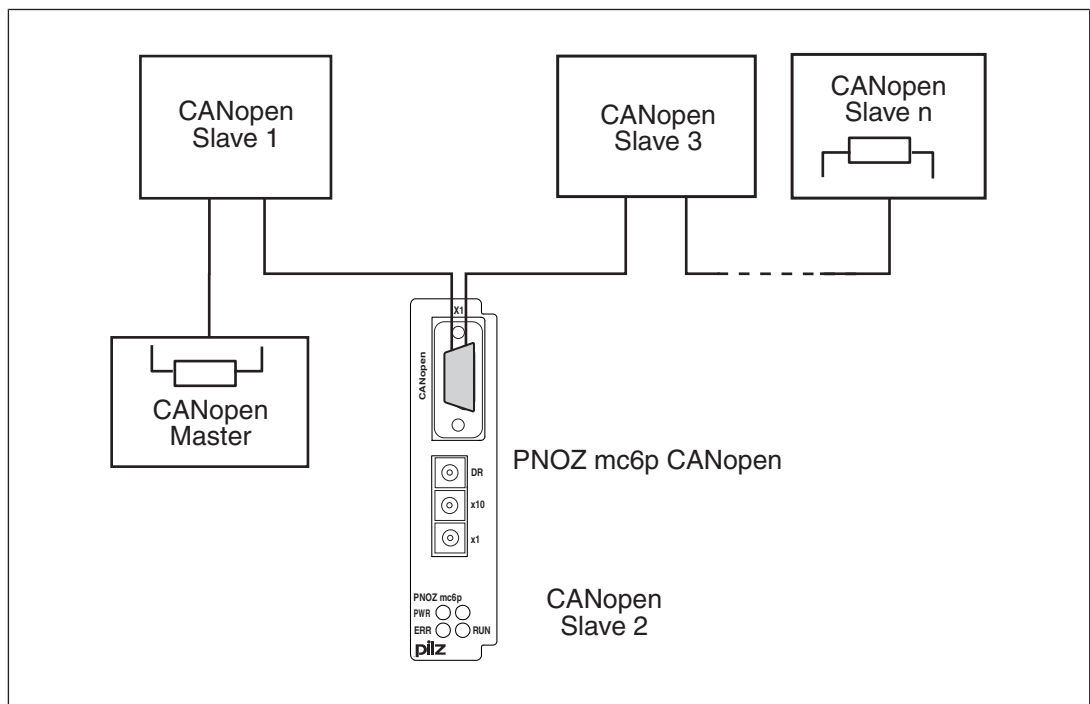 CANopen
Slave 1
CANopen
Slave 3
CANopen
Slave n
CANopen
Master
X1
CANopen
PNOZ mc6p CANopen
DR
x10
x1
CANopen
Slave 2
PNOZ mc6p
PWR
ERR RUN
pilz